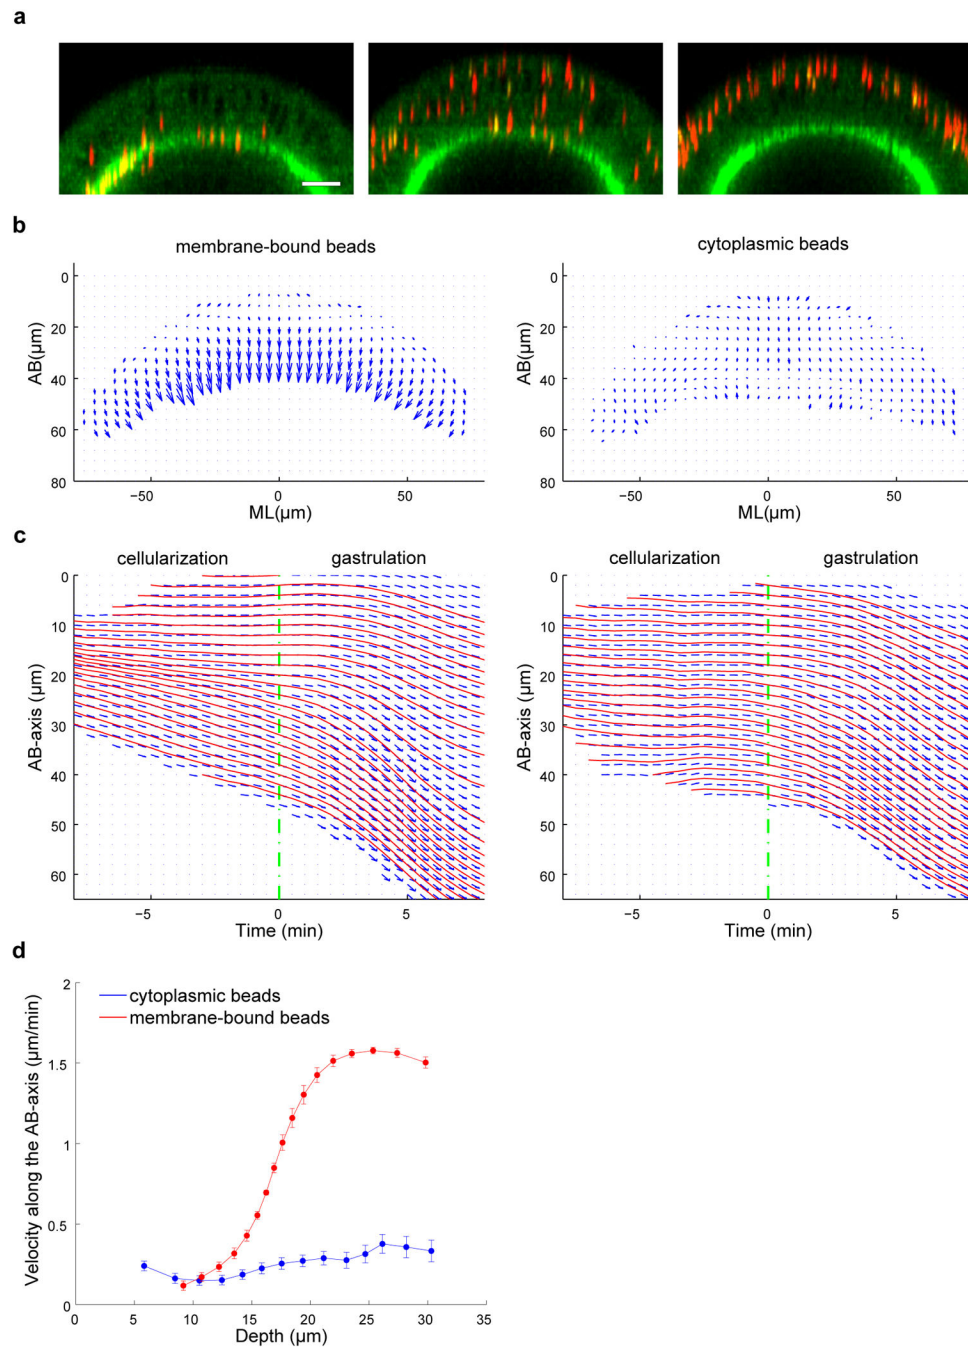 a
b
membrane-bound beads
cytoplasmic beads
AB(μm)
0
20
40
60
80
−50
0
50
ML(μm)
AB(μm)
0
20
40
60
80
−50
0
50
ML(μm)
c
cellularization
gastrulation
cellularization
gastrulation
AB-axis (μm)
0
10
20
30
40
50
60
−5
0
5
Time (min)
AB-axis (μm)
0
10
20
30
40
50
60
−5
0
5
Time (min)
d
Velocity along the AB-axis (μm/min)
2
1.5
1
0.5
0
cytoplasmic beads
membrane-bound beads
0
5
10
15
20
25
30
35
Depth (μm)